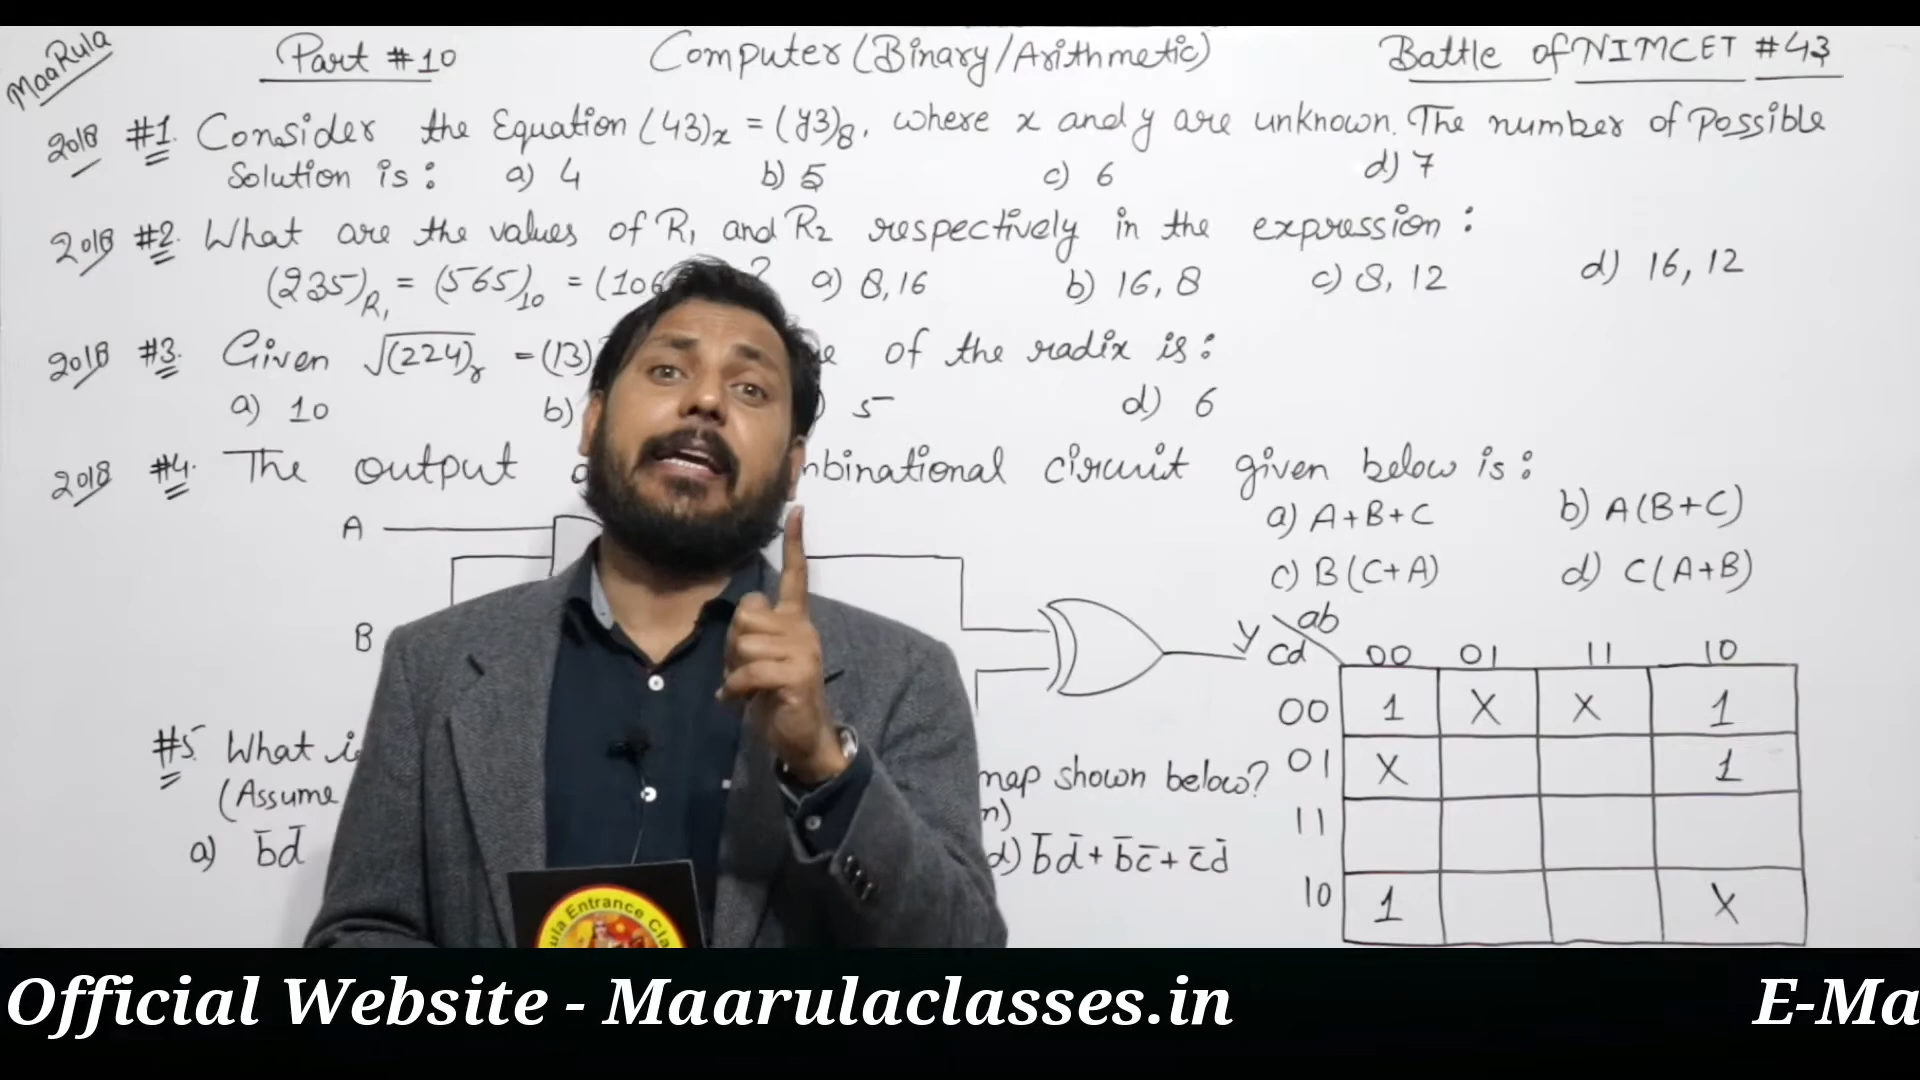 MaaRula
Part #10
Computer (Binary/Arithmetic)
Battle of NIMCET #43
2018 #1. Consider the Equation (43)x = (y3)8, where x and y are unknown. The number of Possible
Solution is: a) 4 b) 5 c) 6 d) 7
2018 #2. What are the values of R1 and R2 respectively in the expression:
(235)R1 = (565)10 = (106 ? a) 8,16 b) 16, 8 c) 8, 12 d) 16, 12
2018 #3. Given √(224)r = (13) of the radix is:
a) 10 b) 5 d) 6
2018 #4. The output circuit given below is:
a) A+B+C b) A(B+C)
c) B(C+A) d) C(A+B)
A
B
y
ab
cd 00 01 11 10
00 1 X X 1
01 X 1
11
10 1 X
#5. What is map shown below?
(Assume
a) b̄d̄ d) b̄d̄ + b̄c̄ + c̄d̄
Entrance
Official Website - Maarulaclasses.in E-Ma